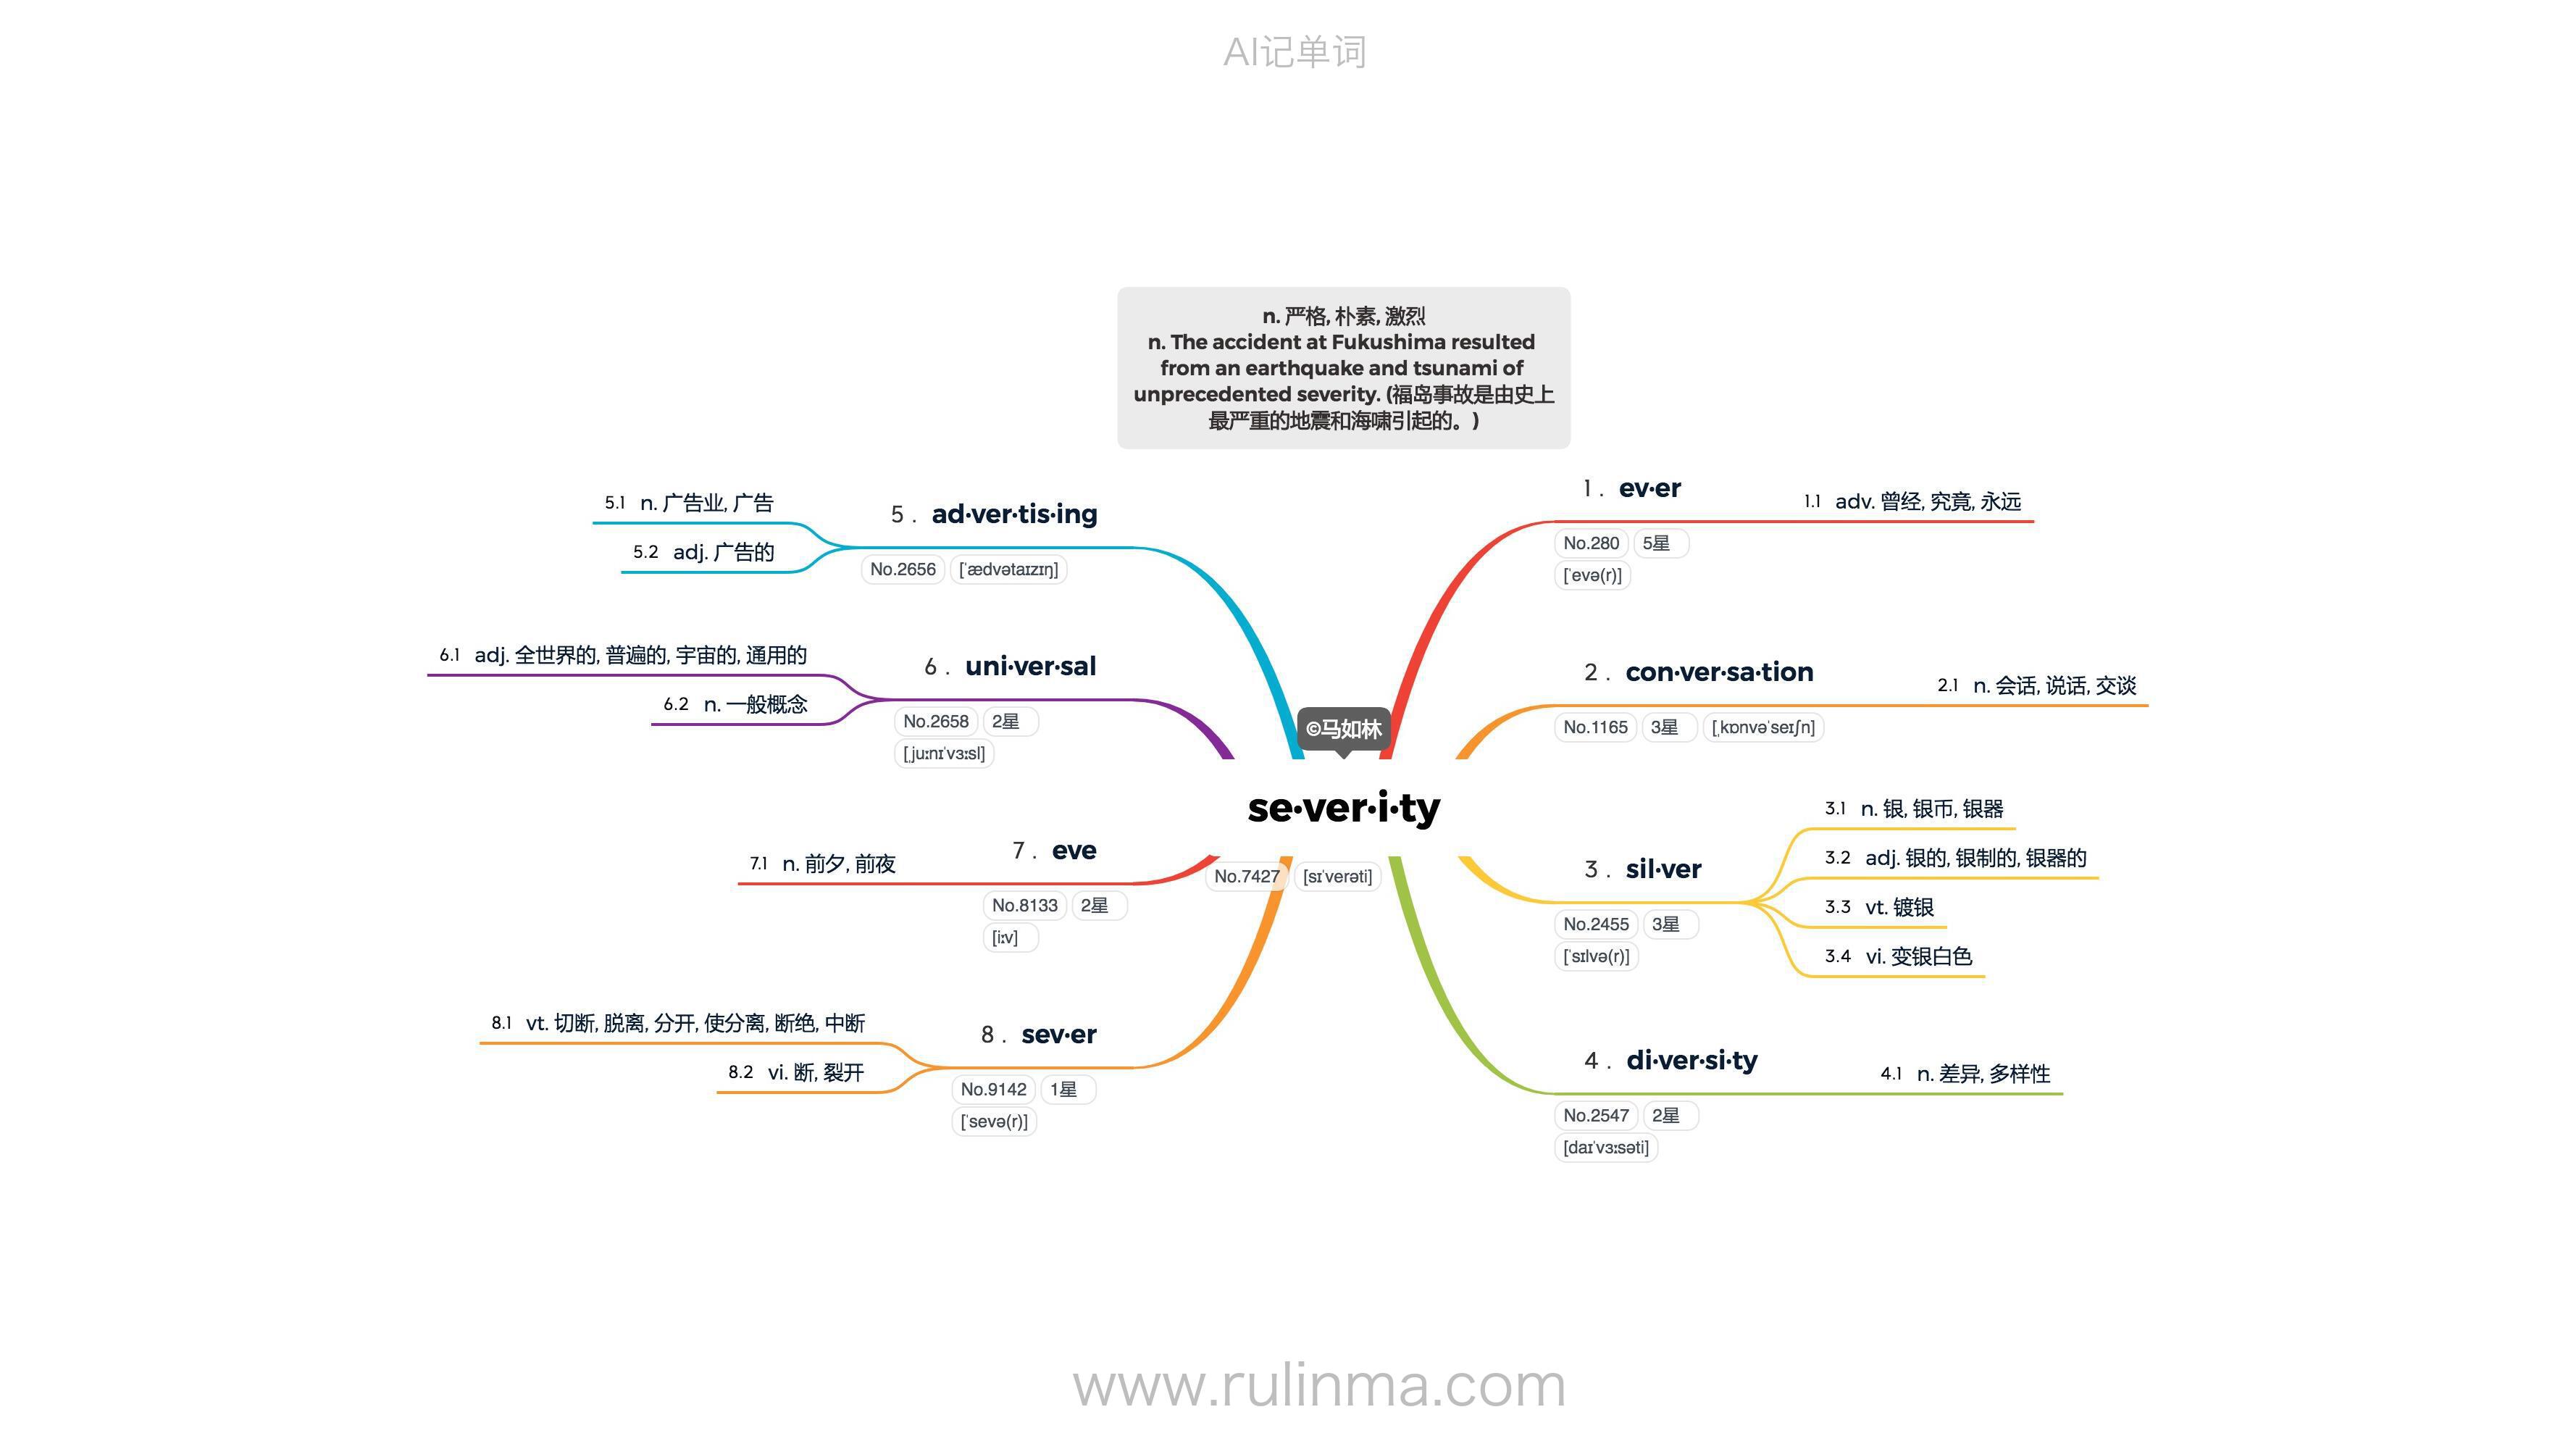 AI记单词
n. 严格, 朴素, 激烈
n. The accident at Fukushima resulted
from an earthquake and tsunami of
unprecedented severity. (福岛事故是由史上
最严重的地震和海啸引起的。)
©马如林
se·ver·i·ty
No.7427 [sɪˈverəti]
1 . ev·er
No.280 5星
[ˈevə(r)]
1.1 adv. 曾经, 究竟, 永远
2 . con·ver·sa·tion
No.1165 3星 [ˌkɒnvəˈseɪʃn]
2.1 n. 会话, 说话, 交谈
3 . sil·ver
No.2455 3星
[ˈsɪlvə(r)]
3.1 n. 银, 银币, 银器
3.2 adj. 银的, 银制的, 银器的
3.3 vt. 镀银
3.4 vi. 变银白色
4 . di·ver·si·ty
No.2547 2星
[daɪˈvɜːsəti]
4.1 n. 差异, 多样性
5 . ad·ver·tis·ing
No.2656 [ˈædvətaɪzɪŋ]
5.1 n. 广告业, 广告
5.2 adj. 广告的
6 . uni·ver·sal
No.2658 2星
[ˌjuːnɪˈvɜːsl]
6.1 adj. 全世界的, 普遍的, 宇宙的, 通用的
6.2 n. 一般概念
7 . eve
No.8133 2星
[iːv]
7.1 n. 前夕, 前夜
8 . sev·er
No.9142 1星
[ˈsevə(r)]
8.1 vt. 切断, 脱离, 分开, 使分离, 断绝, 中断
8.2 vi. 断, 裂开
www.rulinma.com